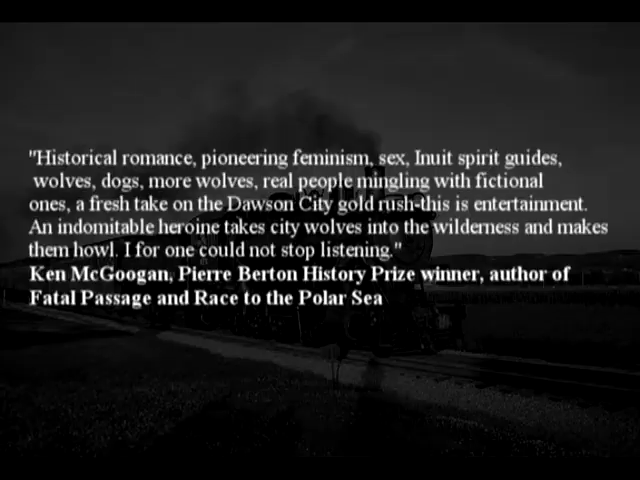 "Historical romance, pioneering feminism, sex, Inuit spirit guides,
wolves, dogs, more wolves, real people mingling with fictional
ones, a fresh take on the Dawson City gold rush-this is entertainment.
An indomitable heroine takes city wolves into the wilderness and makes
them howl. I for one could not stop listening."
Ken McGoogan, Pierre Berton History Prize winner, author of
Fatal Passage and Race to the Polar Sea